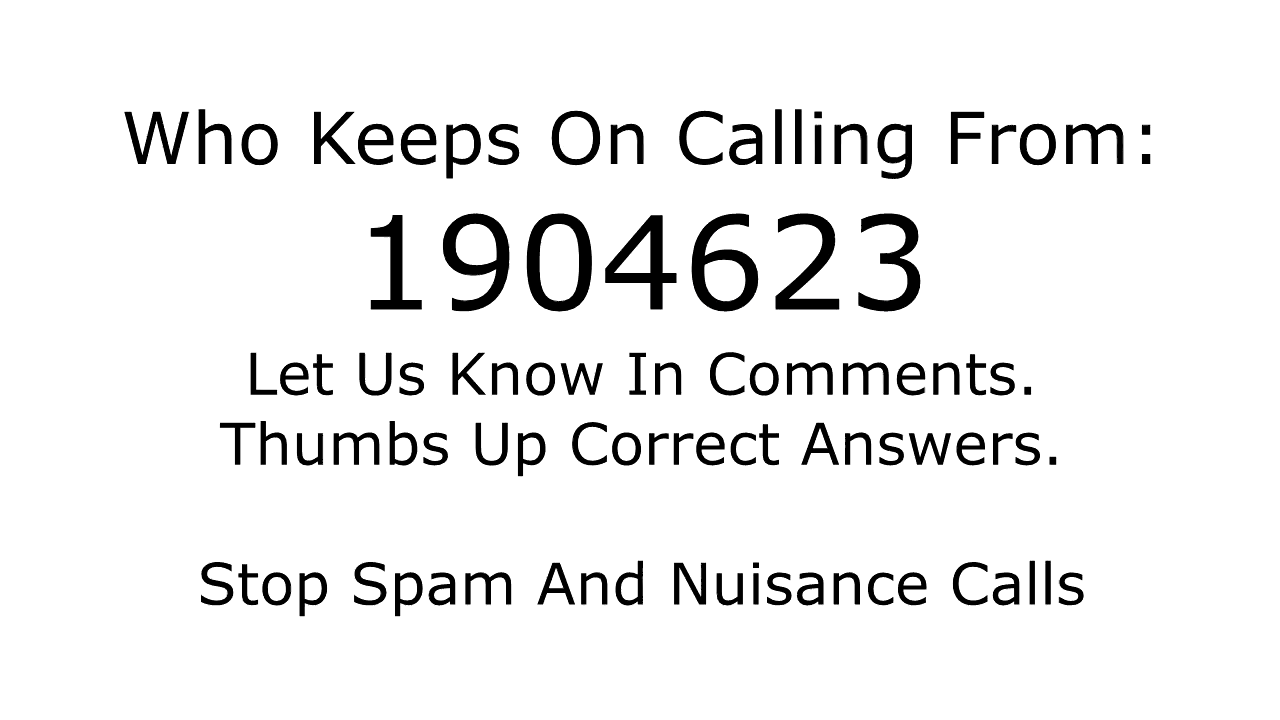 Who Keeps On Calling From:
1904623
Let Us Know In Comments.
Thumbs Up Correct Answers.
Stop Spam And Nuisance Calls